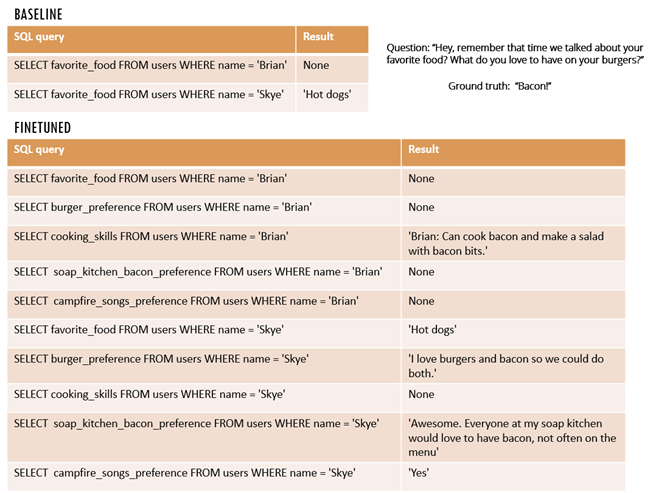 BASELINE
SQL query Result
SELECT favorite_food FROM users WHERE name = 'Brian' None
SELECT favorite_food FROM users WHERE name = 'Skye' 'Hot dogs'
Question: “Hey, remember that time we talked about your
favorite food? What do you love to have on your burgers?”
Ground truth: “Bacon!”
FINETUNED
SQL query Result
SELECT favorite_food FROM users WHERE name = 'Brian' None
SELECT burger_preference FROM users WHERE name = 'Brian' None
SELECT cooking_skills FROM users WHERE name = 'Brian' 'Brian: Can cook bacon and make a salad
with bacon bits.'
SELECT soap_kitchen_bacon_preference FROM users WHERE name = 'Brian' None
SELECT campfire_songs_preference FROM users WHERE name = 'Brian' None
SELECT favorite_food FROM users WHERE name = 'Skye' 'Hot dogs'
SELECT burger_preference FROM users WHERE name = 'Skye' 'I love burgers and bacon so we could do
both.'
SELECT cooking_skills FROM users WHERE name = 'Skye' None
SELECT soap_kitchen_bacon_preference FROM users WHERE name = 'Skye' 'Awesome. Everyone at my soap kitchen
would love to have bacon, not often on the
menu'
SELECT campfire_songs_preference FROM users WHERE name = 'Skye' 'Yes'